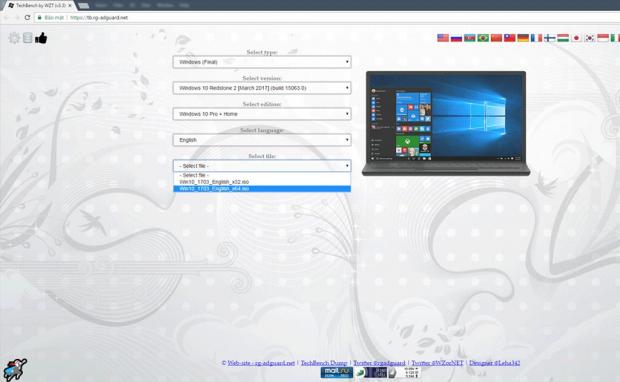 TechBench by WZT (v3.3)
Bảo mật | https://tb.rg-adguard.net
Select type:
Windows (Final)
Select version:
Windows 10 Redstone 2 [March 2017] (build 15063.0)
Select edition:
Windows 10 Pro + Home
Select language:
English
Select file:
- Select file -
- Select file -
Win10_1703_English_x32.iso
Win10_1703_English_x64.iso
© Web-site - rg-adguard.net | TechBench Dump | Twitter @rgadguard | Twitter @WZorNET | Designer @Leha342
mail.ru